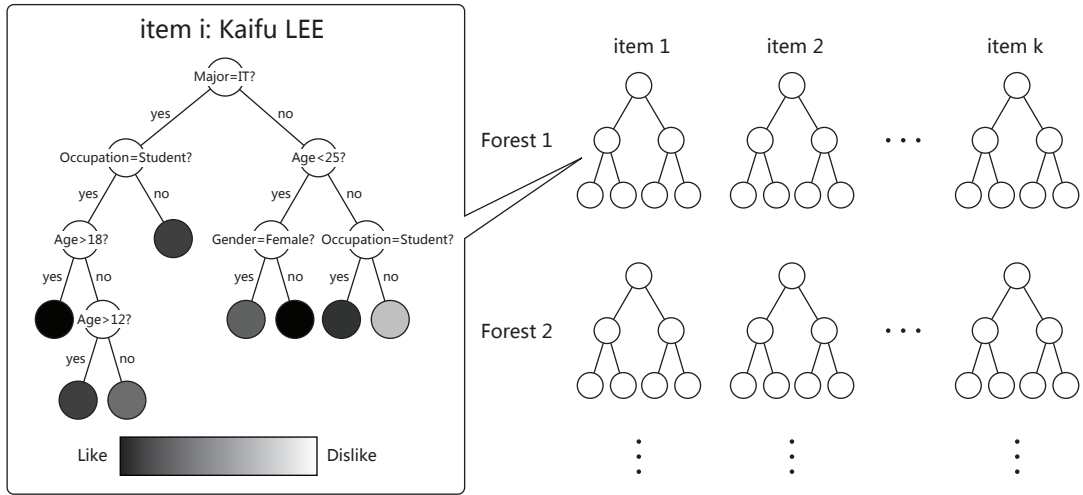 item i: Kaifu LEE
Major=IT?
yes
no
Occupation=Student?
Age<25?
yes
no
yes
no
Age>18?
Gender=Female?
Occupation=Student?
yes
no
yes
no
yes
no
Age>12?
yes
no
Like
Dislike
item 1
item 2
item k
Forest 1
...
Forest 2
...